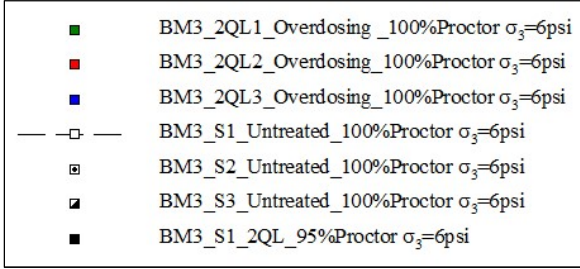 BM3_2QL1_Overdosing _100%Proctor σ₃=6psi
BM3_2QL2_Overdosing_100%Proctor σ₃=6psi
BM3_2QL3_Overdosing_100%Proctor σ₃=6psi
BM3_S1_Untreated_100%Proctor σ₃=6psi
BM3_S2_Untreated_100%Proctor σ₃=6psi
BM3_S3_Untreated_100%Proctor σ₃=6psi
BM3_S1_2QL_95%Proctor σ₃=6psi